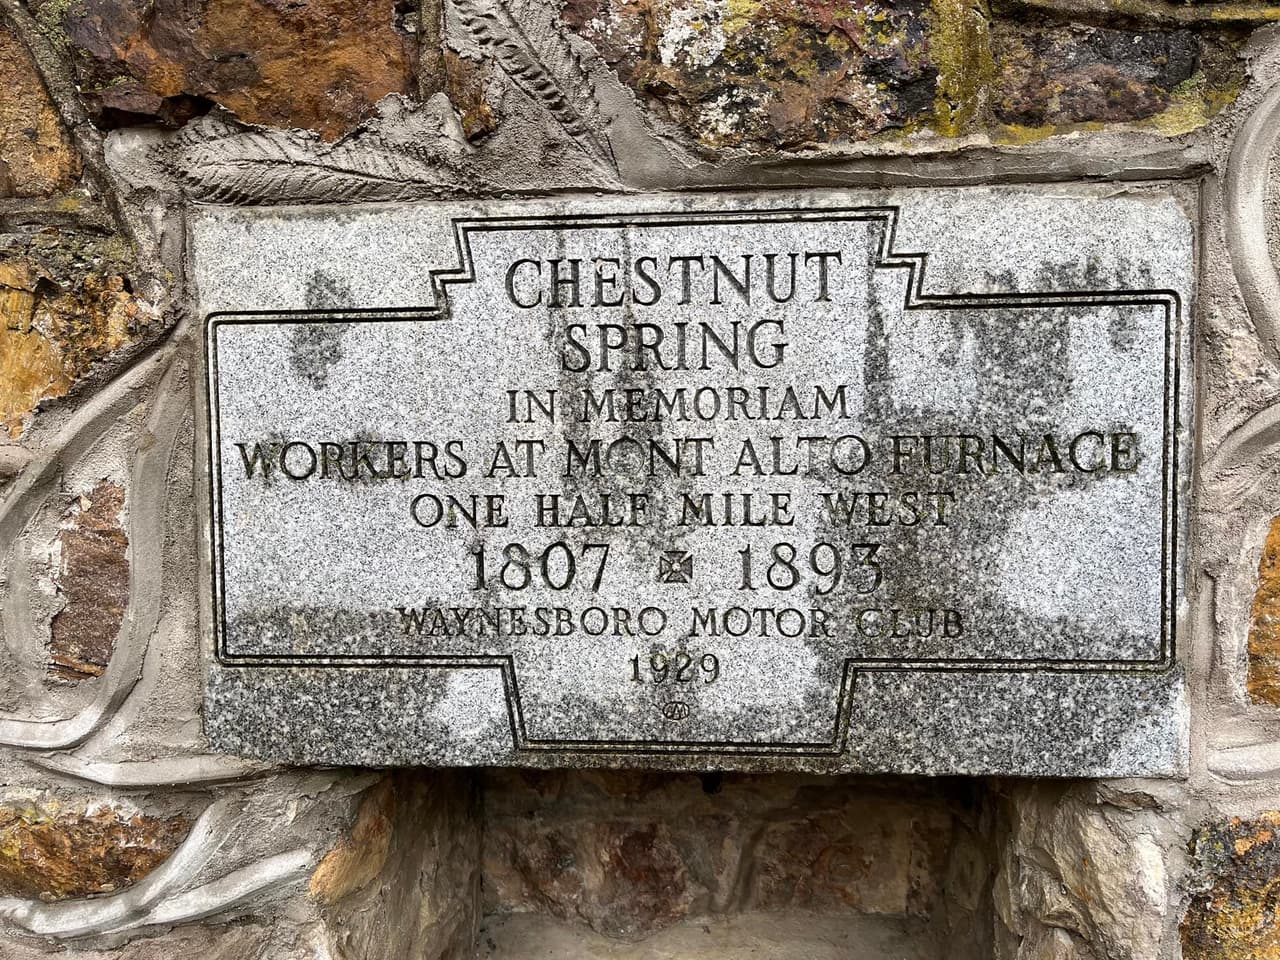 CHESTNUT
SPRING
IN MEMORIAM
WORKERS AT MONT ALTO FURNACE
ONE HALF MILE WEST
1807 ✠ 1893
WAYNESBORO MOTOR CLUB
1929